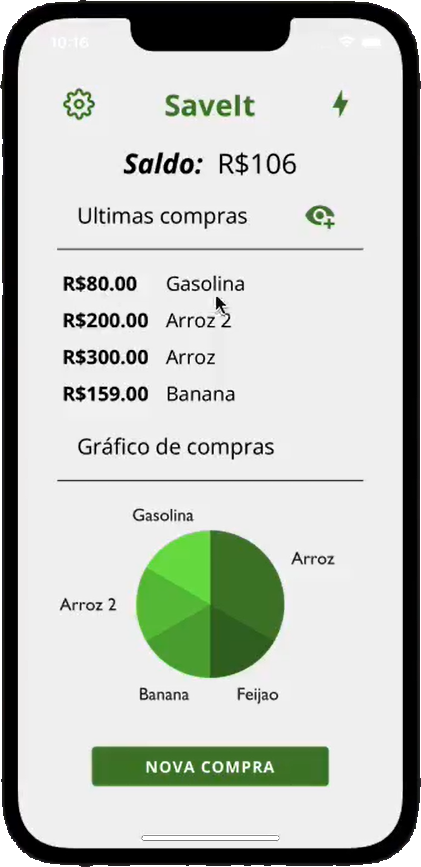 10:16
SaveIt
Saldo: R$106
Ultimas compras
R$80.00 Gasolina
R$200.00 Arroz 2
R$300.00 Arroz
R$159.00 Banana
Gráfico de compras
Gasolina
Arroz
Arroz 2
Banana Feijao
NOVA COMPRA